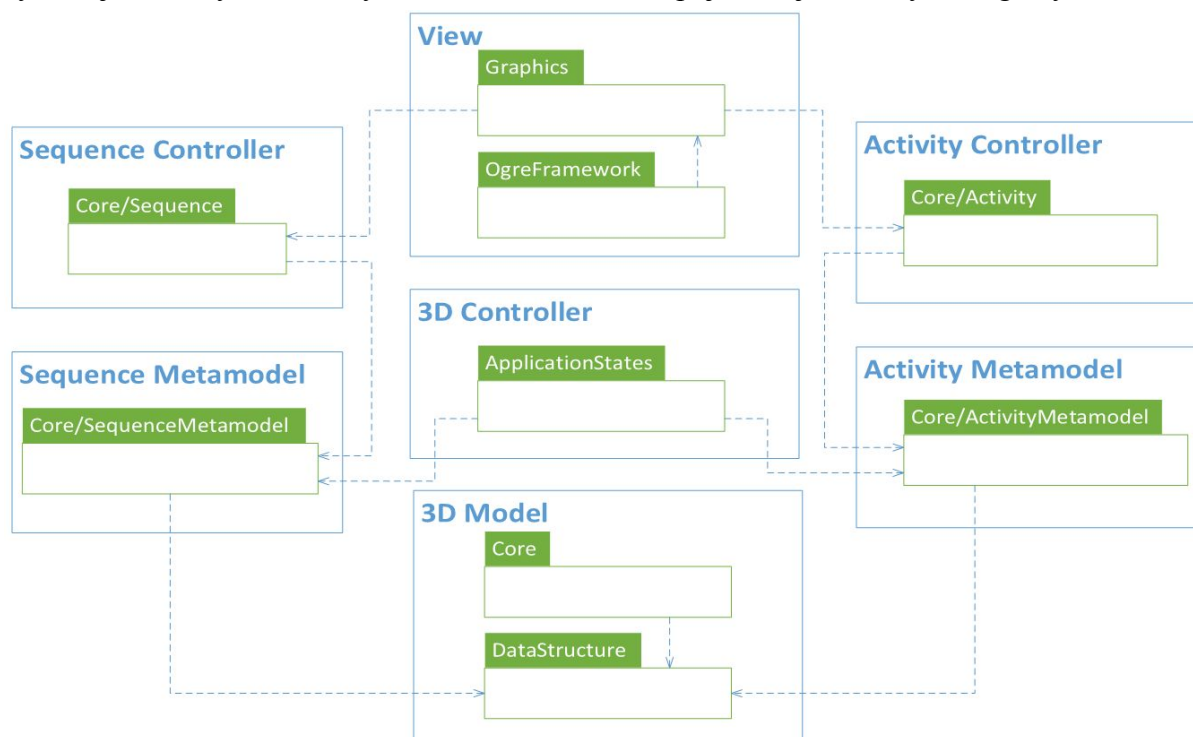 View
Graphics
OgreFramework
Sequence Controller
Core/Sequence
Activity Controller
Core/Activity
3D Controller
ApplicationStates
Sequence Metamodel
Core/SequenceMetamodel
Activity Metamodel
Core/ActivityMetamodel
3D Model
Core
DataStructure